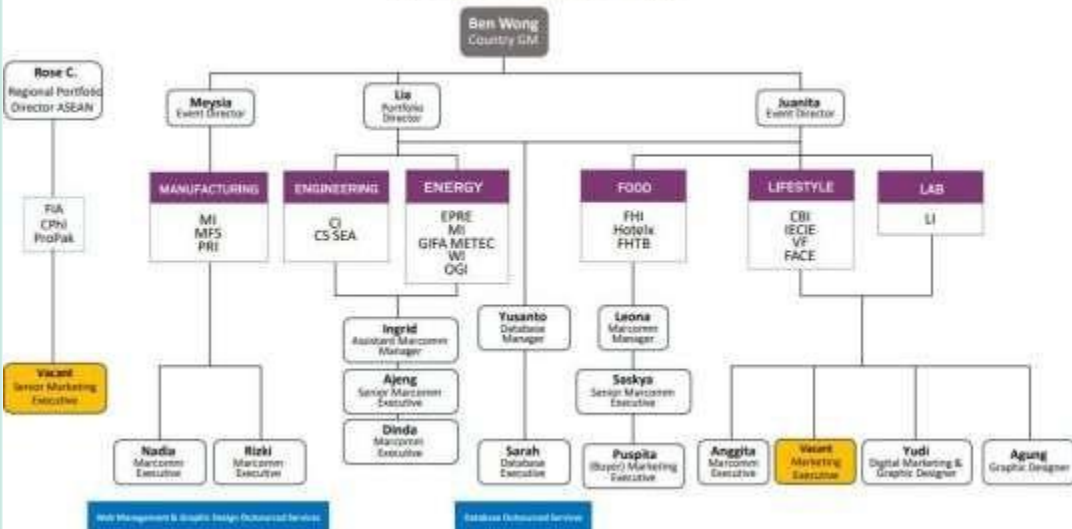 Ben Wong
Country GM
Rose C.
Regional Portfolio
Director ASEAN
Meysia
Event Director
Lia
Portfolio
Director
Juanita
Event Director
MANUFACTURING
MI
MFS
PRI
ENGINEERING
CI
CS SEA
ENERGY
EPRE
MI
GIFA METEC
WI
OGI
FOOD
FHI
Hotelx
FHTB
LIFESTYLE
CBI
IECIE
VF
FACE
LAB
LI
FIA
CPhI
ProPak
Ingrid
Assistant Marcomm
Manager
Yusanto
Database
Manager
Leona
Marcomm
Manager
Vacant
Senior Marketing
Executive
Ajeng
Senior Marcomm
Executive
Saskya
Senior Marcomm
Executive
Dinda
Marcomm
Executive
Nadia
Marcomm
Executive
Rizki
Marcomm
Executive
Sarah
Database
Executive
Puspita
(Buyer) Marketing
Executive
Anggita
Marcomm
Executive
Vacant
Marketing
Executive
Yudi
Digital Marketing &
Graphic Designer
Agung
Graphic Designer
Web Management & Graphic Design Outsourced Services
Database Outsourced Services